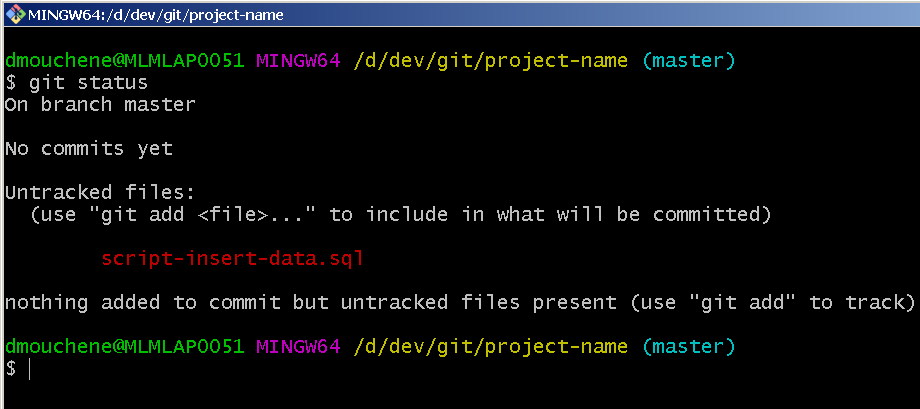 MINGW64:/d/dev/git/project-name
dmouchene@MLMLAP0051 MINGW64 /d/dev/git/project-name (master)
$ git status
On branch master
No commits yet
Untracked files:
  (use "git add <file>..." to include in what will be committed)
        script-insert-data.sql
nothing added to commit but untracked files present (use "git add" to track)
dmouchene@MLMLAP0051 MINGW64 /d/dev/git/project-name (master)
$